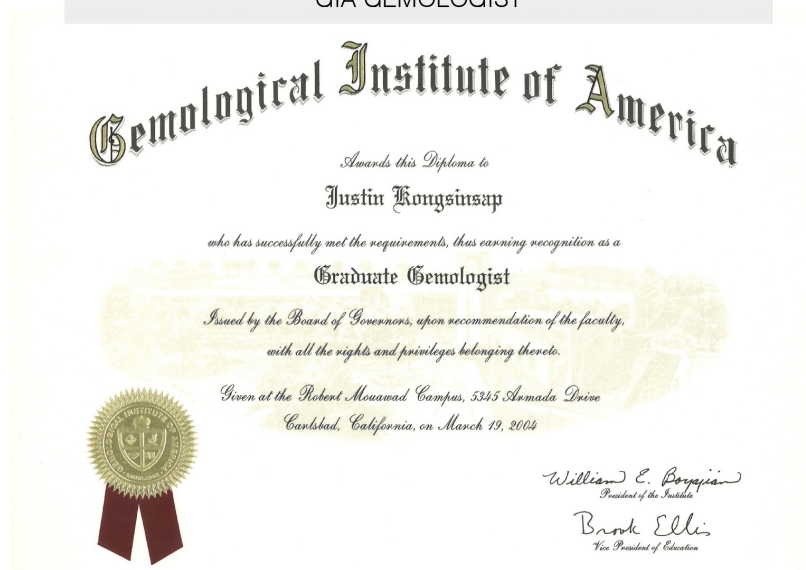 GIA GEMOLOGIST
Gemological Institute of America
Awards this Diploma to
Justin Kongsinsap
who has successfully met the requirements, thus earning recognition as a
Graduate Gemologist
Issued by the Board of Governors, upon recommendation of the faculty,
with all the rights and privileges belonging thereto.
Given at the Robert Mouawad Campus, 5345 Armada Drive
Carlsbad, California, on March 19, 2004
William E. Boyajian
President of the Institute
Brook Ellis
Vice President of Education